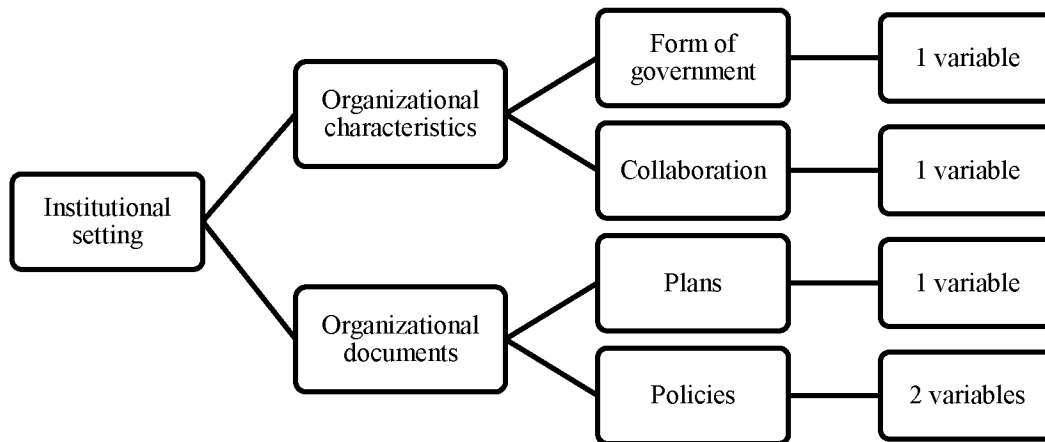 Institutional
setting
Organizational
characteristics
Form of
government
1 variable
Collaboration
1 variable
Organizational
documents
Plans
1 variable
Policies
2 variables